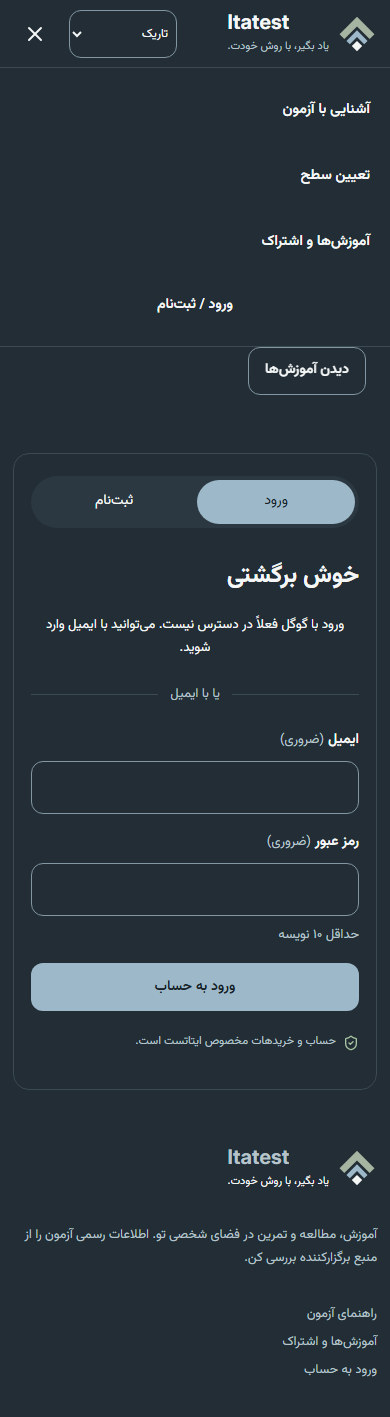 Itatest
یاد بگیر، با روش خودت.
تاریک
آشنایی با آزمون
تعیین سطح
آموزش‌ها و اشتراک
ورود / ثبت‌نام
دیدن آموزش‌ها
ورود
ثبت‌نام
خوش برگشتی
ورود با گوگل فعلاً در دسترس نیست. می‌توانید با ایمیل وارد
شوید.
یا با ایمیل
ایمیل (ضروری)
رمز عبور (ضروری)
حداقل ۱۰ نویسه
ورود به حساب
حساب و خریدهات مخصوص ایتاتست است.
Itatest
یاد بگیر، با روش خودت.
آموزش، مطالعه و تمرین در فضای شخصی تو. اطلاعات رسمی آزمون را از
منبع برگزارکننده بررسی کن.
راهنمای آزمون
آموزش‌ها و اشتراک
ورود به حساب